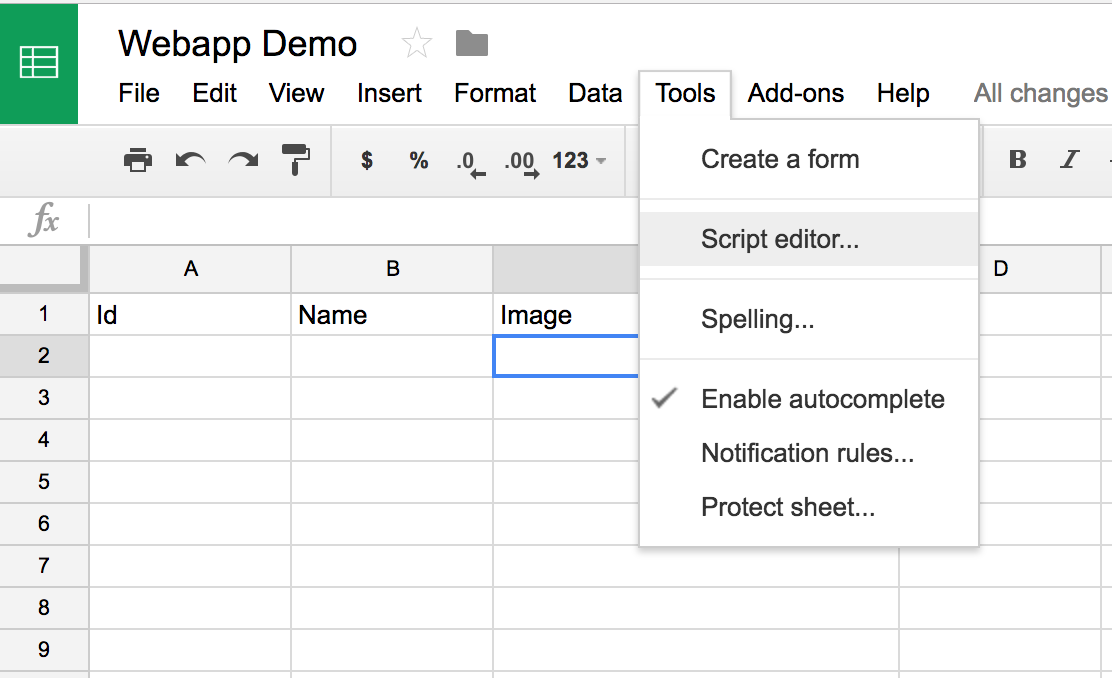 Webapp Demo
File Edit View Insert Format Data Tools Add-ons Help All changes
$ % .0 .00 123 B I
Create a form
fx
Script editor...
A B D
1 Id Name Image
Spelling...
2
3
Enable autocomplete
4
Notification rules...
5
Protect sheet...
6
7
8
9